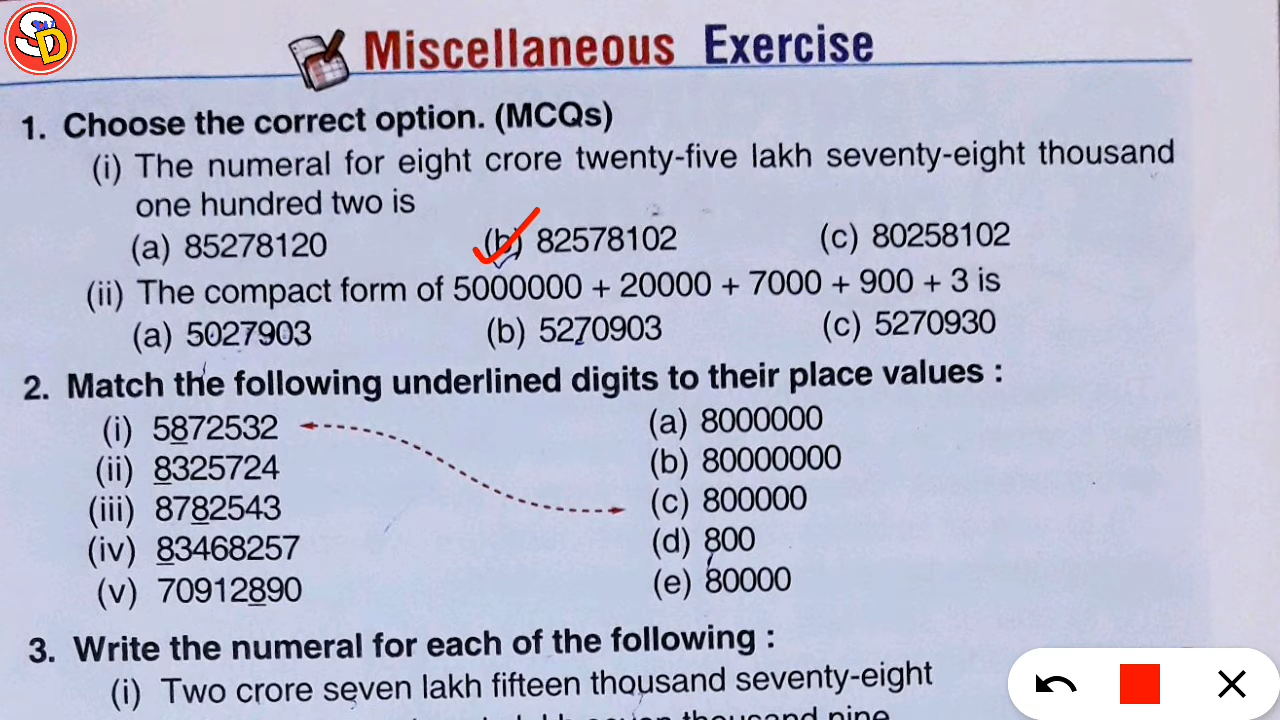 SD
Miscellaneous Exercise
1. Choose the correct option. (MCQs)
(i) The numeral for eight crore twenty-five lakh seventy-eight thousand
one hundred two is
(a) 85278120 (b) 82578102 (c) 80258102
(ii) The compact form of 5000000 + 20000 + 7000 + 900 + 3 is
(a) 5027903 (b) 5270903 (c) 5270930
2. Match the following underlined digits to their place values :
(i) 5872532 (a) 8000000
(ii) 8325724 (b) 80000000
(iii) 8782543 (c) 800000
(iv) 83468257 (d) 800
(v) 70912890 (e) 80000
3. Write the numeral for each of the following :
(i) Two crore seven lakh fifteen thousand seventy-eight
thousand nine